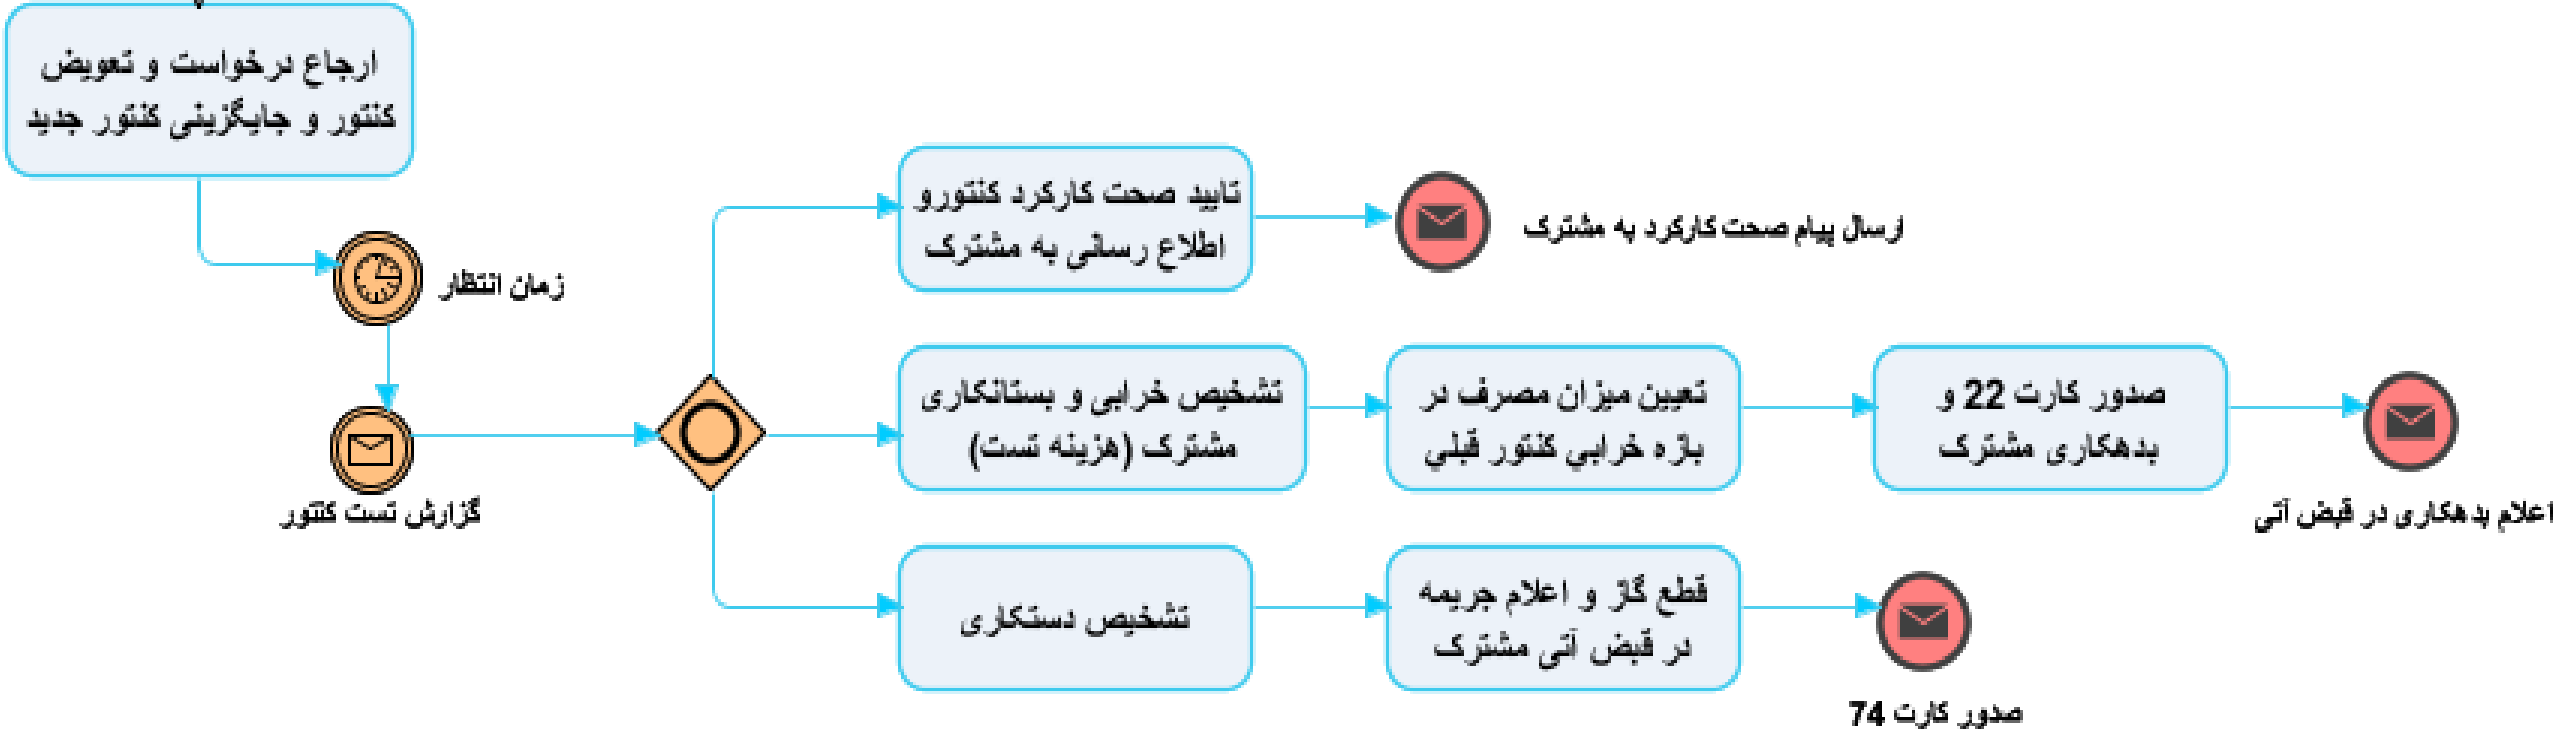 ارجاع درخواست و تعویض
کنتور و جایگزینی کنتور جدید
زمان انتظار
گزارش تست کنتور
تایید صحت کارکرد کنتورو
اطلاع رسانی به مشترک
ارسال پیام صحت کارکرد به مشترک
تشخیص خرابی و بستانکاری
مشترک (هزینه تست)
تعیین میزان مصرف در
بازه خرابی کنتور قبلی
صدور کارت 22 و
بدهکاری مشترک
اعلام بدهکاری در قبض آتی
تشخیص دستکاری
قطع گاز و اعلام جریمه
در قبض آتی مشترک
صدور کارت 74